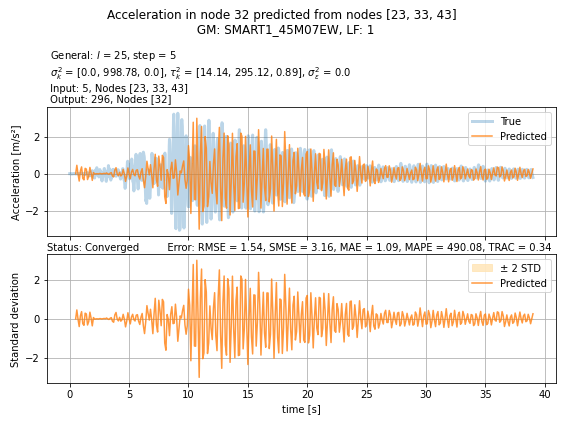 Acceleration in node 32 predicted from nodes [23, 33, 43]
GM: SMART1_45M07EW, LF: 1
General: l = 25, step = 5
σ²ₖ = [0.0, 998.78, 0.0], τ²ₖ = [14.14, 295.12, 0.89], σ²ε = 0.0
Input: 5, Nodes [23, 33, 43]
Output: 296, Nodes [32]
Acceleration [m/s²]
2
0
−2
True
Predicted
Status: Converged Error: RMSE = 1.54, SMSE = 3.16, MAE = 1.09, MAPE = 490.08, TRAC = 0.34
Standard deviation
2
0
−2
± 2 STD
Predicted
0 5 10 15 20 25 30 35 40
time [s]